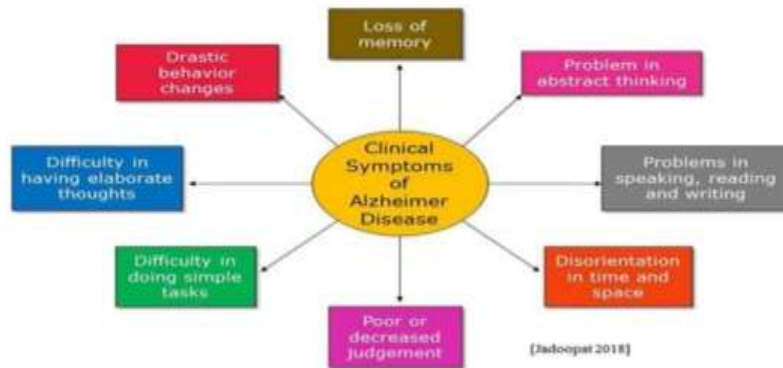 Loss of
memory
Drastic
behavior
changes
Problem in
abstract thinking
Clinical
Symptoms
of
Alzheimer
Disease
Difficulty in
having elaborate
thoughts
Problems in
speaking, reading
and writing
Difficulty in
doing simple
tasks
Disorientation
in time and
space
Poor or
decreased
judgement
[Jadoopat 2018]